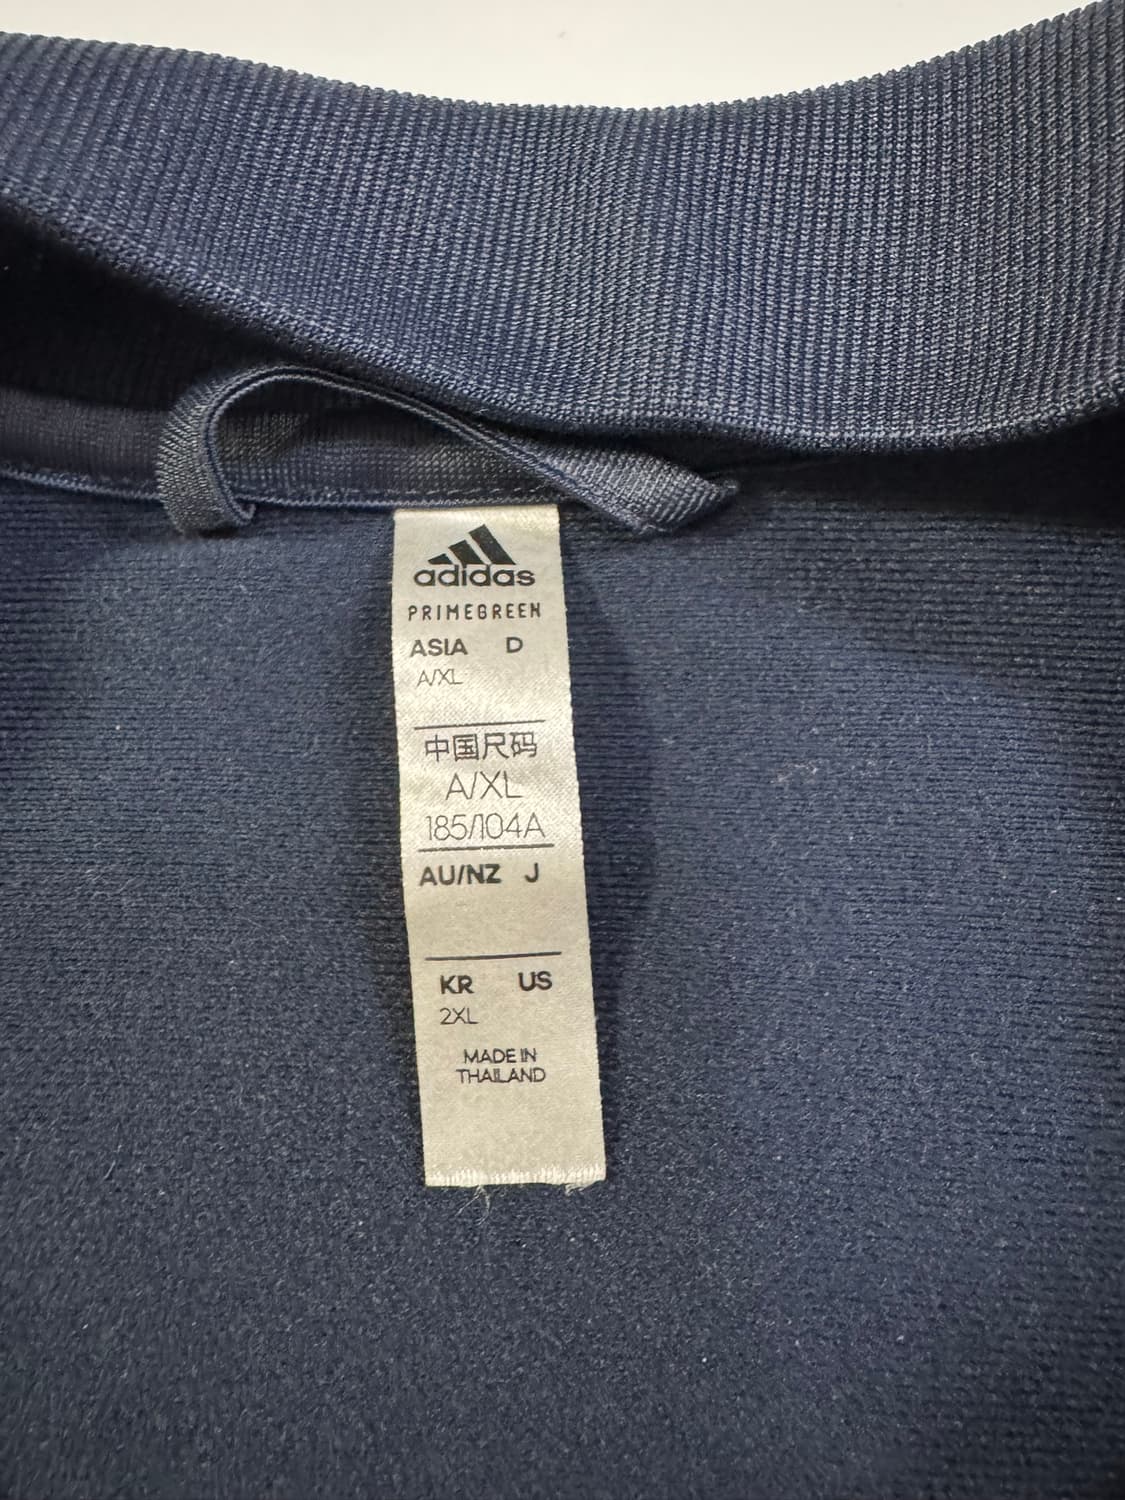 adidas
PRIMEGREEN
ASIA D
A/XL
中国尺码
A/XL
185/104A
AU/NZ J
KR US
2XL
MADE IN
THAILAND